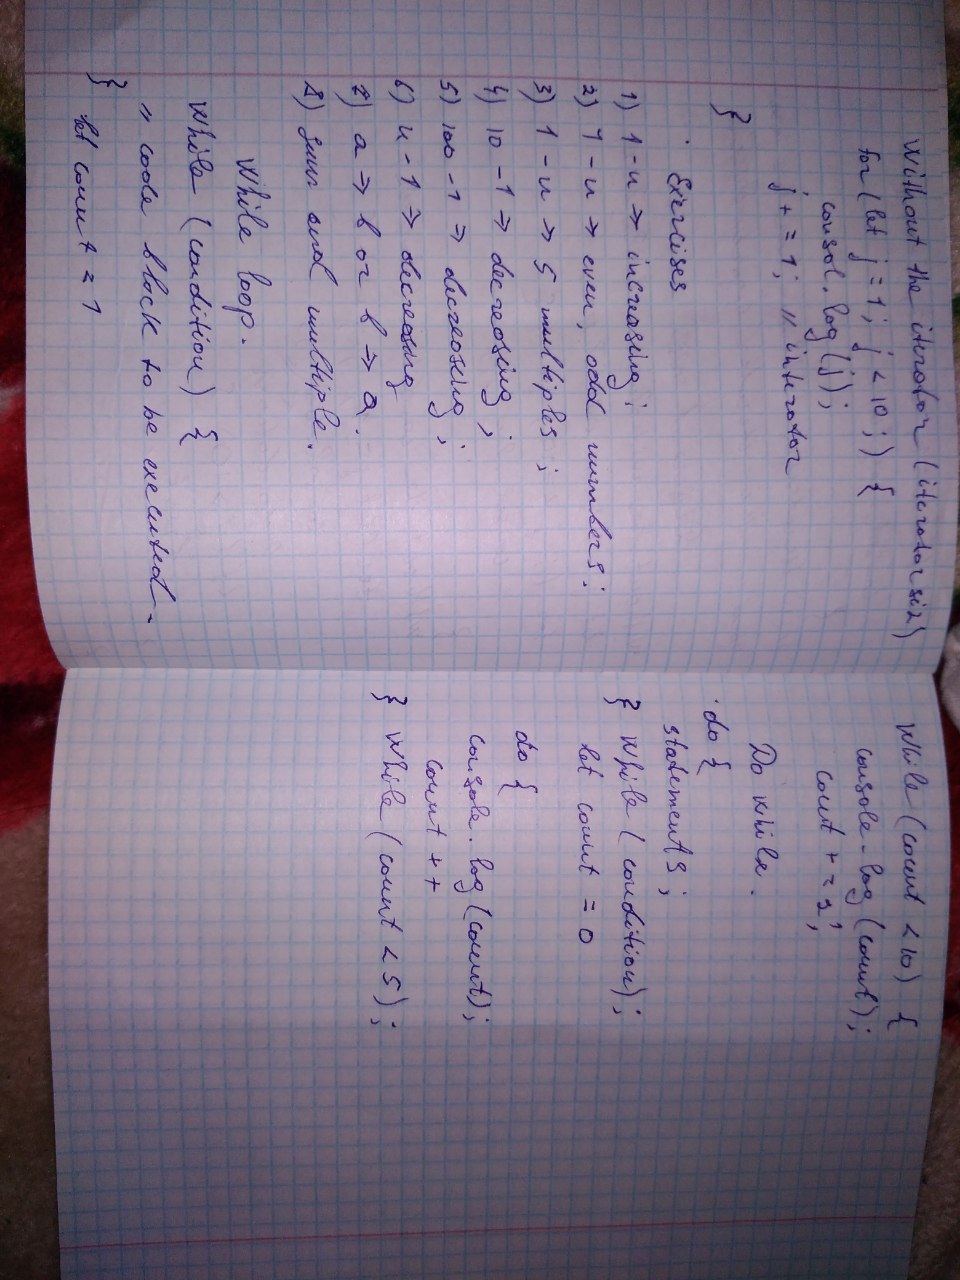 Without the iterator (iteratorsiz)
for (let j = 1; j < 10 ;) {
consol.log(j);
j + = 1; // interator
}
. Exercises
1) 1 - n => increasing;
2) 1 - n => even, odd numbers;
3) 1 - n => 5 multiples;
4) 10 - 1 => decreasing;
5) 100 - 1 => decreasing;
6) n - 1 => decreasing
7) a => b or b => a.
8) Sum and multiple.
While loop.
While (condition) {
// code block to be executed -
}
let count = 1
While (count < 10) {
console.log (count);
count + = 2;
Do while.
do {
statements;
} While (condition);
let count = 0
do {
console.log (count);
count ++
} While (count < 5);